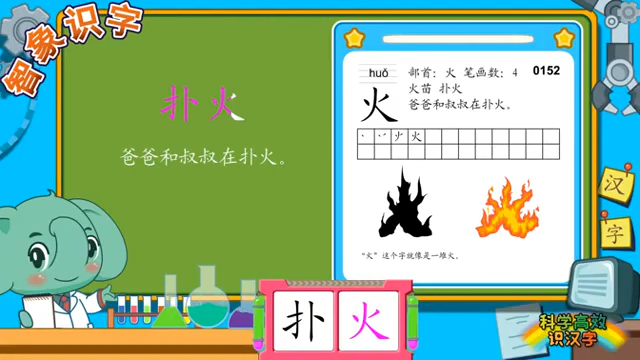 智象识字
扑火
爸爸和叔叔在扑火。
huǒ
火
部首：火 笔画数：4 0152
火苗 扑火
爸爸和叔叔在扑火。
丶 丷 火 火
“火”这个字就像是一堆火。
汉
字
扑 火
科学高效
识汉字